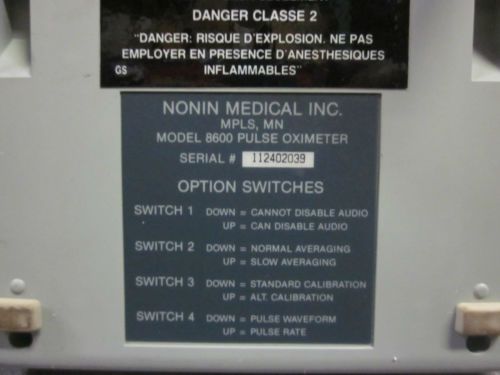 DANGER CLASSE 2
"DANGER: RISQUE D'EXPLOSION. NE PAS
EMPLOYER EN PRESENCE D'ANESTHESIQUES
GS INFLAMMABLES"
NONIN MEDICAL INC.
MPLS, MN
MODEL 8600 PULSE OXIMETER
SERIAL # 112402039
OPTION SWITCHES
SWITCH 1 DOWN = CANNOT DISABLE AUDIO
UP = CAN DISABLE AUDIO
SWITCH 2 DOWN = NORMAL AVERAGING
UP = SLOW AVERAGING
SWITCH 3 DOWN = STANDARD CALIBRATION
UP = ALT. CALIBRATION
SWITCH 4 DOWN = PULSE WAVEFORM
UP = PULSE RATE